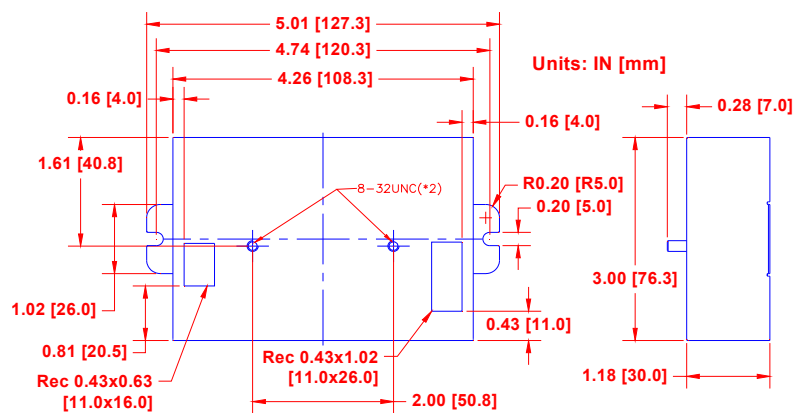 5.01 [127.3]
4.74 [120.3]
4.26 [108.3]
Units: IN [mm]
0.16 [4.0]
0.28 [7.0]
0.16 [4.0]
1.61 [40.8]
8-32UNC(*2)
R0.20 [R5.0]
0.20 [5.0]
3.00 [76.3]
1.02 [26.0]
0.43 [11.0]
0.81 [20.5]
Rec 0.43x1.02
[11.0x26.0]
Rec 0.43x0.63
[11.0x16.0]
1.18 [30.0]
2.00 [50.8]